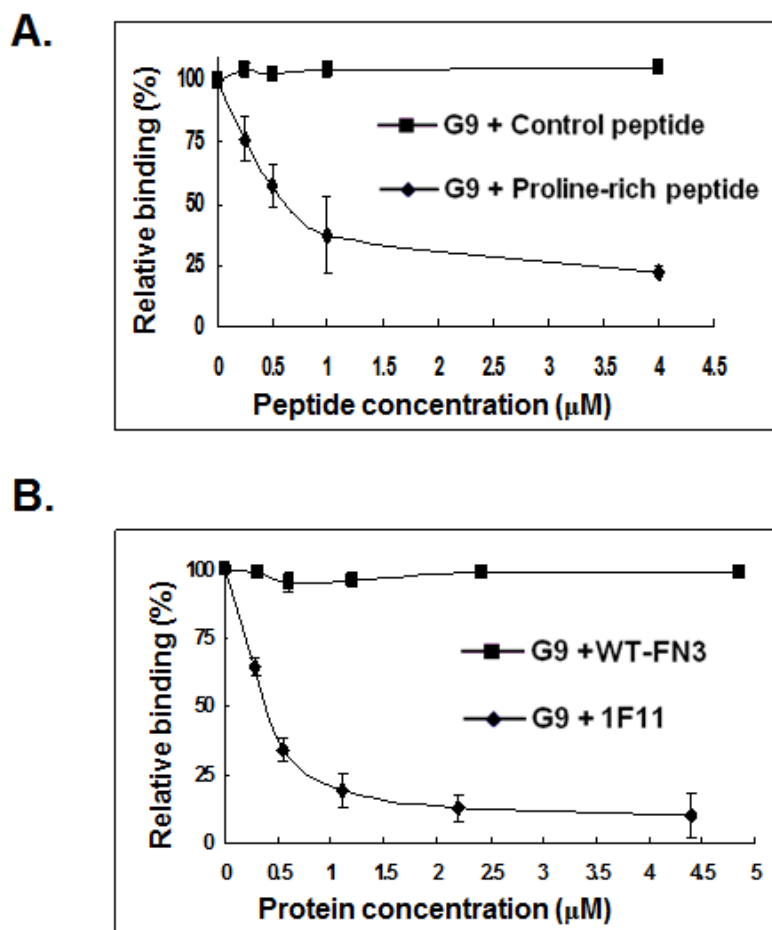 A.
Relative binding (%)
100
75
50
25
0
G9 + Control peptide
G9 + Proline-rich peptide
0 0.5 1 1.5 2 2.5 3 3.5 4 4.5
Peptide concentration (μM)
B.
Relative binding (%)
100
75
50
25
0
G9 +WT-FN3
G9 + 1F11
0 0.5 1 1.5 2 2.5 3 3.5 4 4.5 5
Protein concentration (μM)